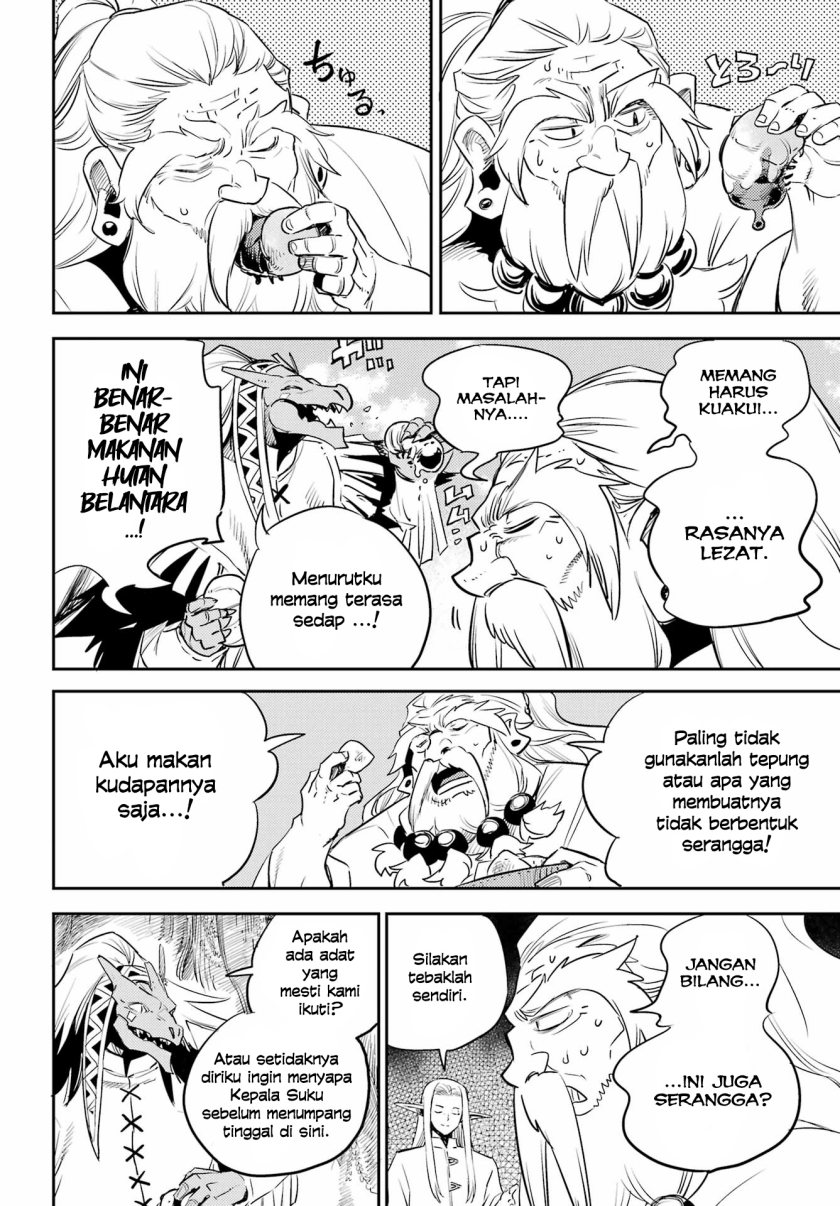 とろ〜り
ちゅる
MEMANG
HARUS
KUAKUI...
...
RASANYA
LEZAT.
TAPI
MASALAH-
NYA....
Menurutku
memang terasa
sedap ...!
INI
BENAR-
BENAR
MAKANAN
HUTAN
BELANTARA
...!
Paling tidak
gunakanlah tepung
atau apa yang
membuatnya
tidak berbentuk
serangga!
Aku makan
kudapannya
saja...!
JANGAN
BILANG...
...INI JUGA
SERANGGA?
Silakan
tebaklah
sendiri.
Apakah
ada adat
yang
mesti kami
ikuti?
Atau setidaknya
diriku ingin menyapa
Kepala Suku
sebelum menumpang
tinggal di sini.